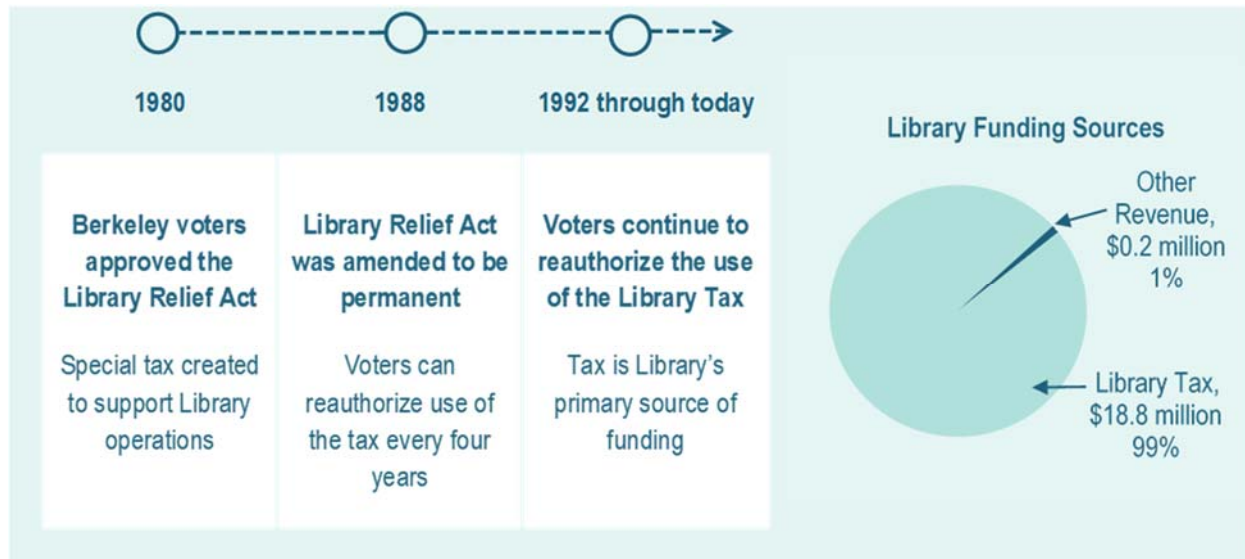 1980
1988
1992 through today
Berkeley voters
approved the
Library Relief Act
Special tax created
to support Library
operations
Library Relief Act
was amended to be
permanent
Voters can
reauthorize use of
the tax every four
years
Voters continue to
reauthorize the use
of the Library Tax
Tax is Library's
primary source of
funding
Library Funding Sources
Other
Revenue,
$0.2 million
1%
Library Tax,
$18.8 million
99%